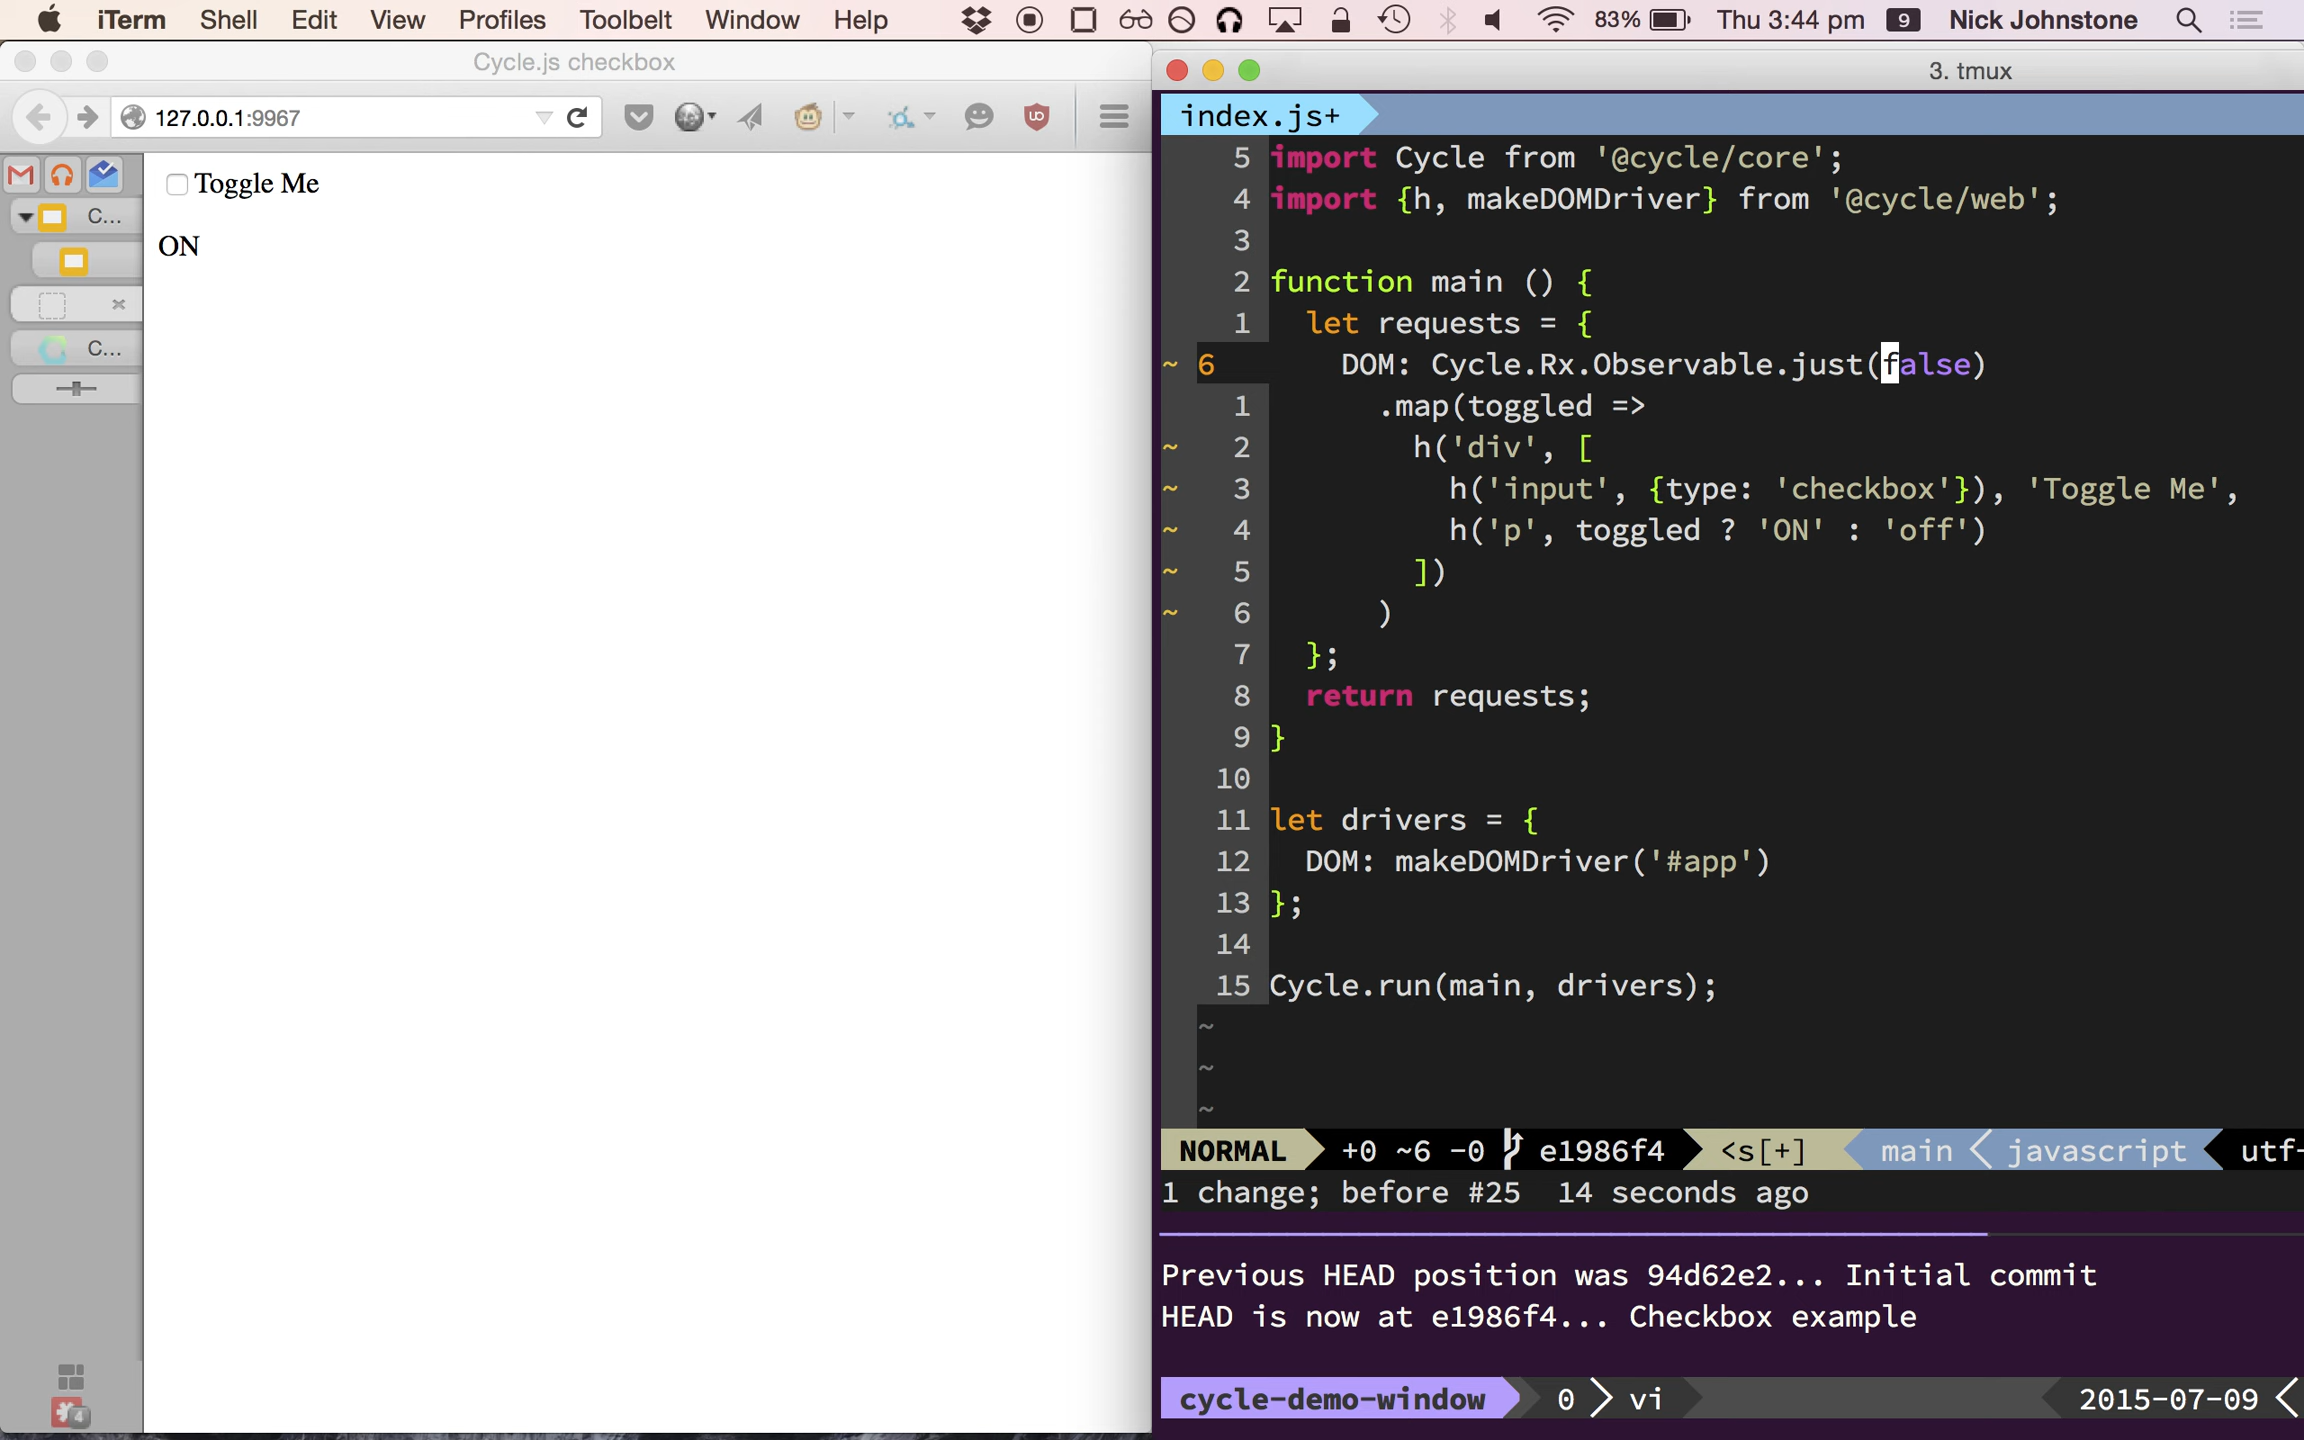 iTerm Shell Edit View Profiles Toolbelt Window Help 83% Thu 3:44 pm 9 Nick Johnstone
Cycle.js checkbox
127.0.0.1:9967
C...
C...
4
Toggle Me
ON
3. tmux
index.js+
5 import Cycle from '@cycle/core';
4 import {h, makeDOMDriver} from '@cycle/web';
3
2 function main () {
1   let requests = {
~ 6     DOM: Cycle.Rx.Observable.just(false)
1       .map(toggled =>
~ 2         h('div', [
~ 3           h('input', {type: 'checkbox'}), 'Toggle Me',
~ 4           h('p', toggled ? 'ON' : 'off')
~ 5         ])
~ 6       )
7   };
8   return requests;
9 }
10
11 let drivers = {
12   DOM: makeDOMDriver('#app')
13 };
14
15 Cycle.run(main, drivers);
~
~
~
NORMAL +0 ~6 -0 e1986f4 <s[+] main javascript utf-
1 change; before #25  14 seconds ago
Previous HEAD position was 94d62e2... Initial commit
HEAD is now at e1986f4... Checkbox example
cycle-demo-window 0 vi 2015-07-09